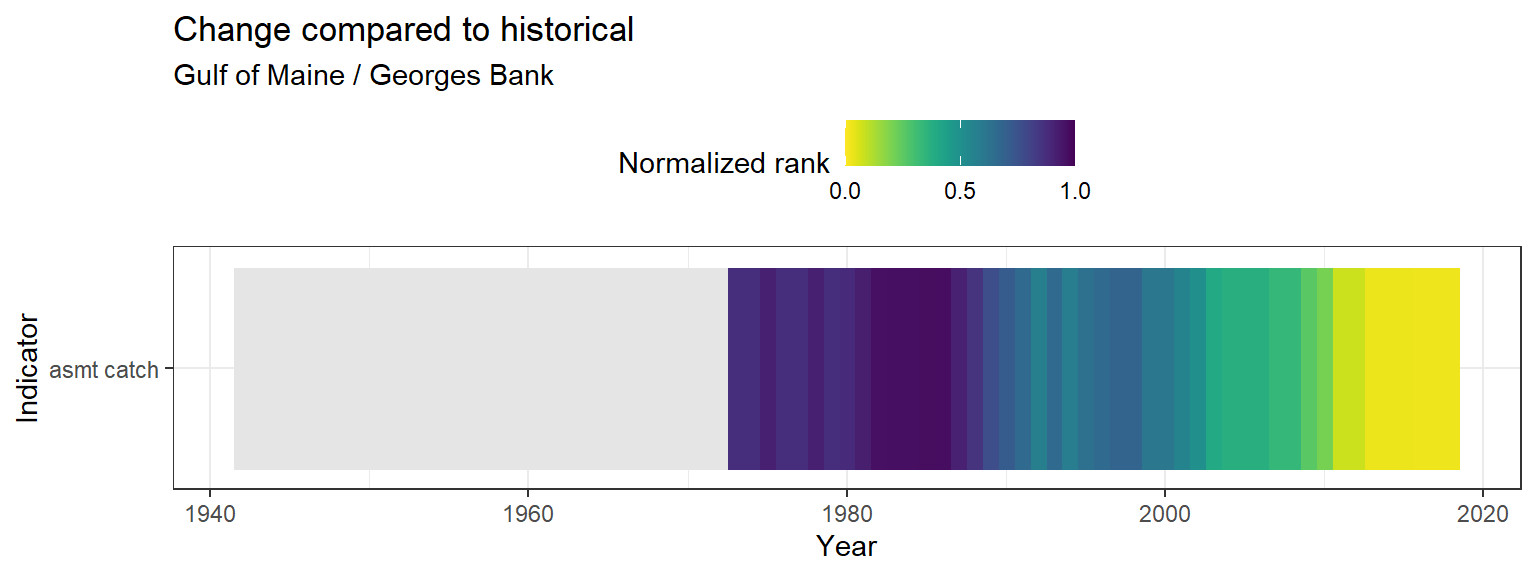 Change compared to historical
Gulf of Maine / Georges Bank
Normalized rank
0.0 0.5 1.0
Indicator
asmt catch
1940 1960 1980 2000 2020
Year